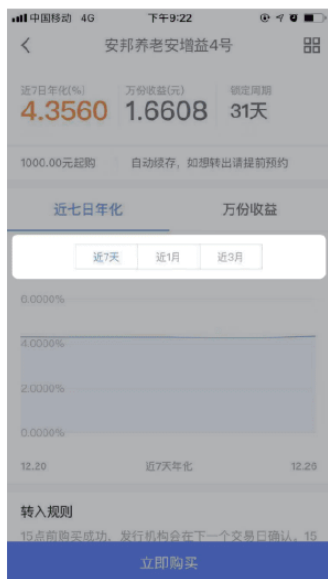 中国移动 4G 下午9:22
安邦养老安增益4号
近7日年化(%) 万份收益(元) 锁定周期
4.3560 1.6608 31天
1000.00元起购 自动续存，如想转出请提前预约
近七日年化 万份收益
近7天 近1月 近3月
6.0000%
4.0000%
2.0000%
0.0000%
12.20 近7天年化 12.26
转入规则
15点前购买成功，发行机构会在下一个交易日确认。15
立即购买